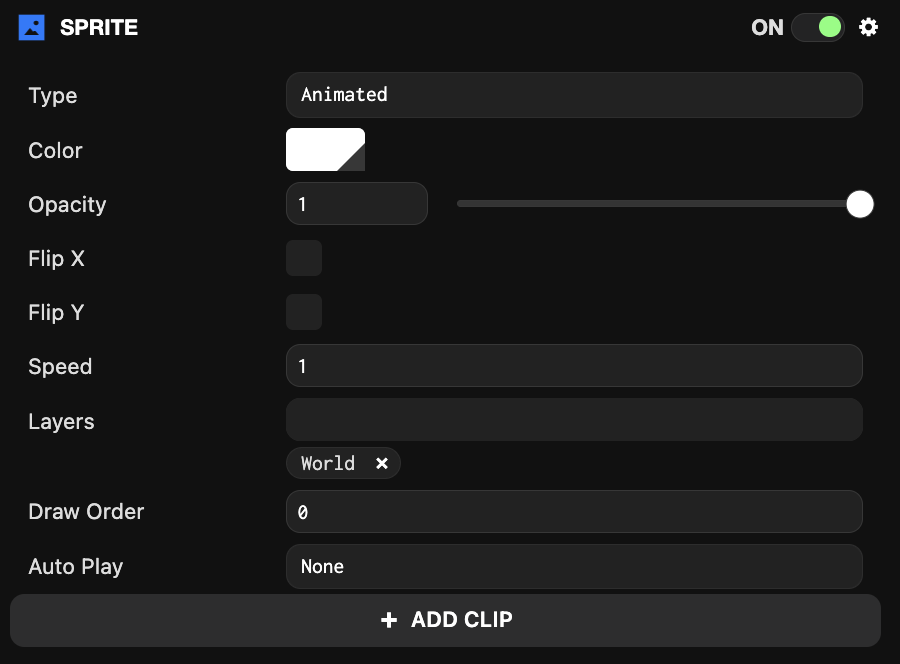 SPRITE ON
Type Animated
Color
Opacity 1
Flip X
Flip Y
Speed 1
Layers
World ×
Draw Order 0
Auto Play None
+ ADD CLIP